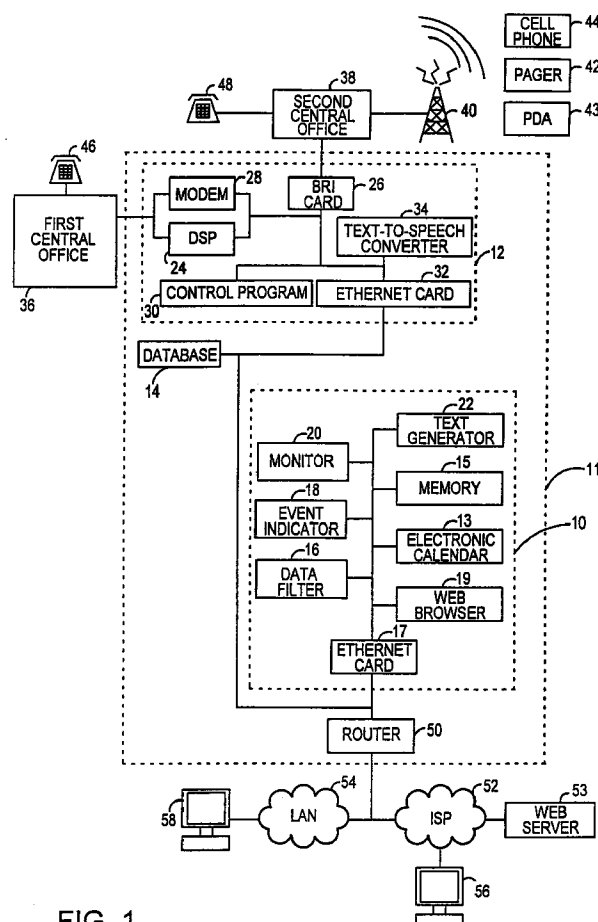 CELL
PHONE
44
PAGER
42
PDA
43
48
38
SECOND
CENTRAL
OFFICE
40
46
FIRST
CENTRAL
OFFICE
36
28
MODEM
DSP
24
BRI
CARD
26
34
TEXT-TO-SPEECH
CONVERTER
12
32
CONTROL PROGRAM
30
ETHERNET CARD
DATABASE
14
22
TEXT
GENERATOR
20
MONITOR
15
MEMORY
18
EVENT
INDICATOR
13
ELECTRONIC
CALENDAR
16
DATA
FILTER
19
WEB
BROWSER
17
ETHERNET
CARD
11
10
ROUTER
50
58
54
LAN
52
ISP
53
WEB
SERVER
56
FIG. 1